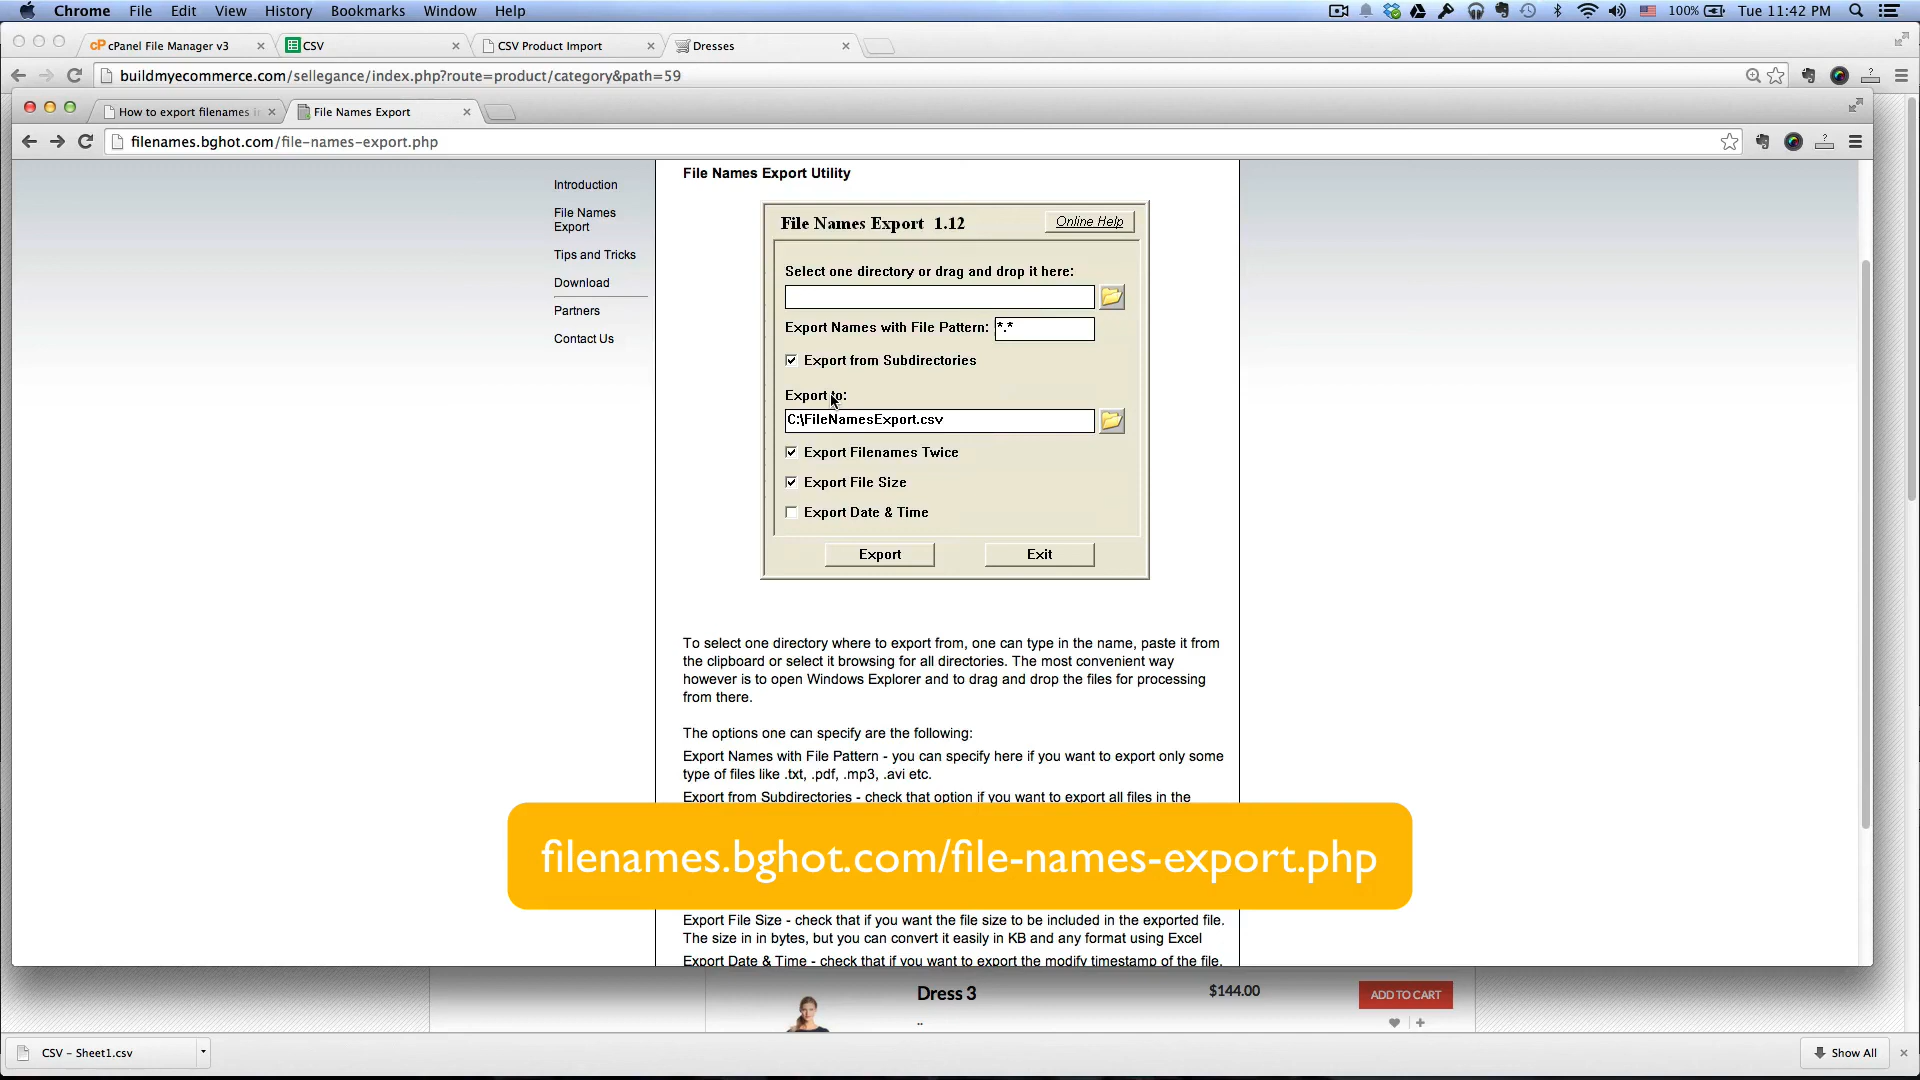 Chrome File Edit View History Bookmarks Window Help 100% Tue 11:42 PM
cPanel File Manager v3 CSV CSV Product Import Dresses
buildmyecommerce.com/sellegance/index.php?route=product/category&path=59
How to export filenames i File Names Export
filenames.bghot.com/file-names-export.php
Introduction
File Names
Export
Tips and Tricks
Download
Partners
Contact Us
File Names Export Utility
File Names Export 1.12 Online Help
Select one directory or drag and drop it here:
Export Names with File Pattern: *.*
Export from Subdirectories
Export to:
C:\FileNamesExport.csv
Export Filenames Twice
Export File Size
Export Date & Time
Export Exit
To select one directory where to export from, one can type in the name, paste it from
the clipboard or select it browsing for all directories. The most convenient way
however is to open Windows Explorer and to drag and drop the files for processing
from there.
The options one can specify are the following:
Export Names with File Pattern - you can specify here if you want to export only some
type of files like .txt, .pdf, .mp3, .avi etc.
Export from Subdirectories - check that option if you want to export all files in the
filenames.bghot.com/file-names-export.php
Export File Size - check that if you want the file size to be included in the exported file.
The size in in bytes, but you can convert it easily in KB and any format using Excel
Export Date & Time - check that if you want to export the modify timestamp of the file.
Dress 3 $144.00 ADD TO CART
..
CSV - Sheet1.csv Show All